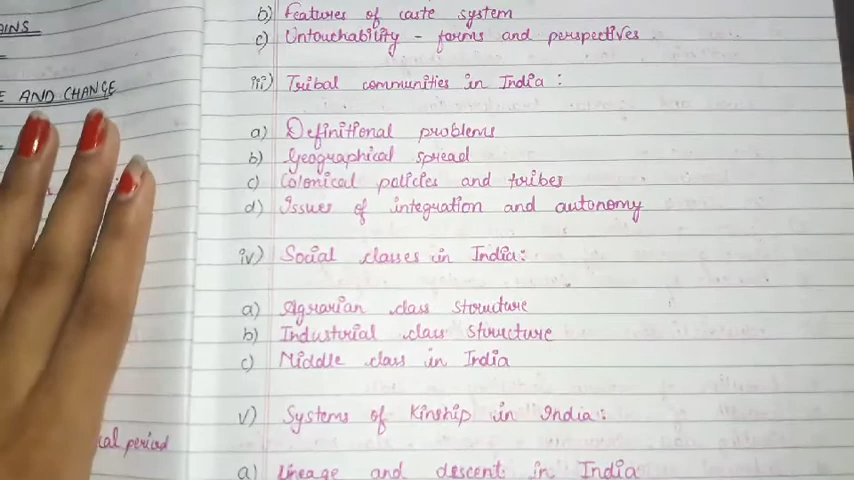 AINS
E AND CHANGE
cal period
b) Features of caste system
c) Untouchability - forms and perspectives
iii) Tribal communities in India :
a) Definitional problems
b) Geographical spread
c) Colonical policies and tribes
d) Issues of integration and autonomy
iv) Social classes in India:
a) Agrarian class structure
b) Industrial class structure
c) Middle class in India
v) Systems of Kinship in India:
a) Lineage and descent in India